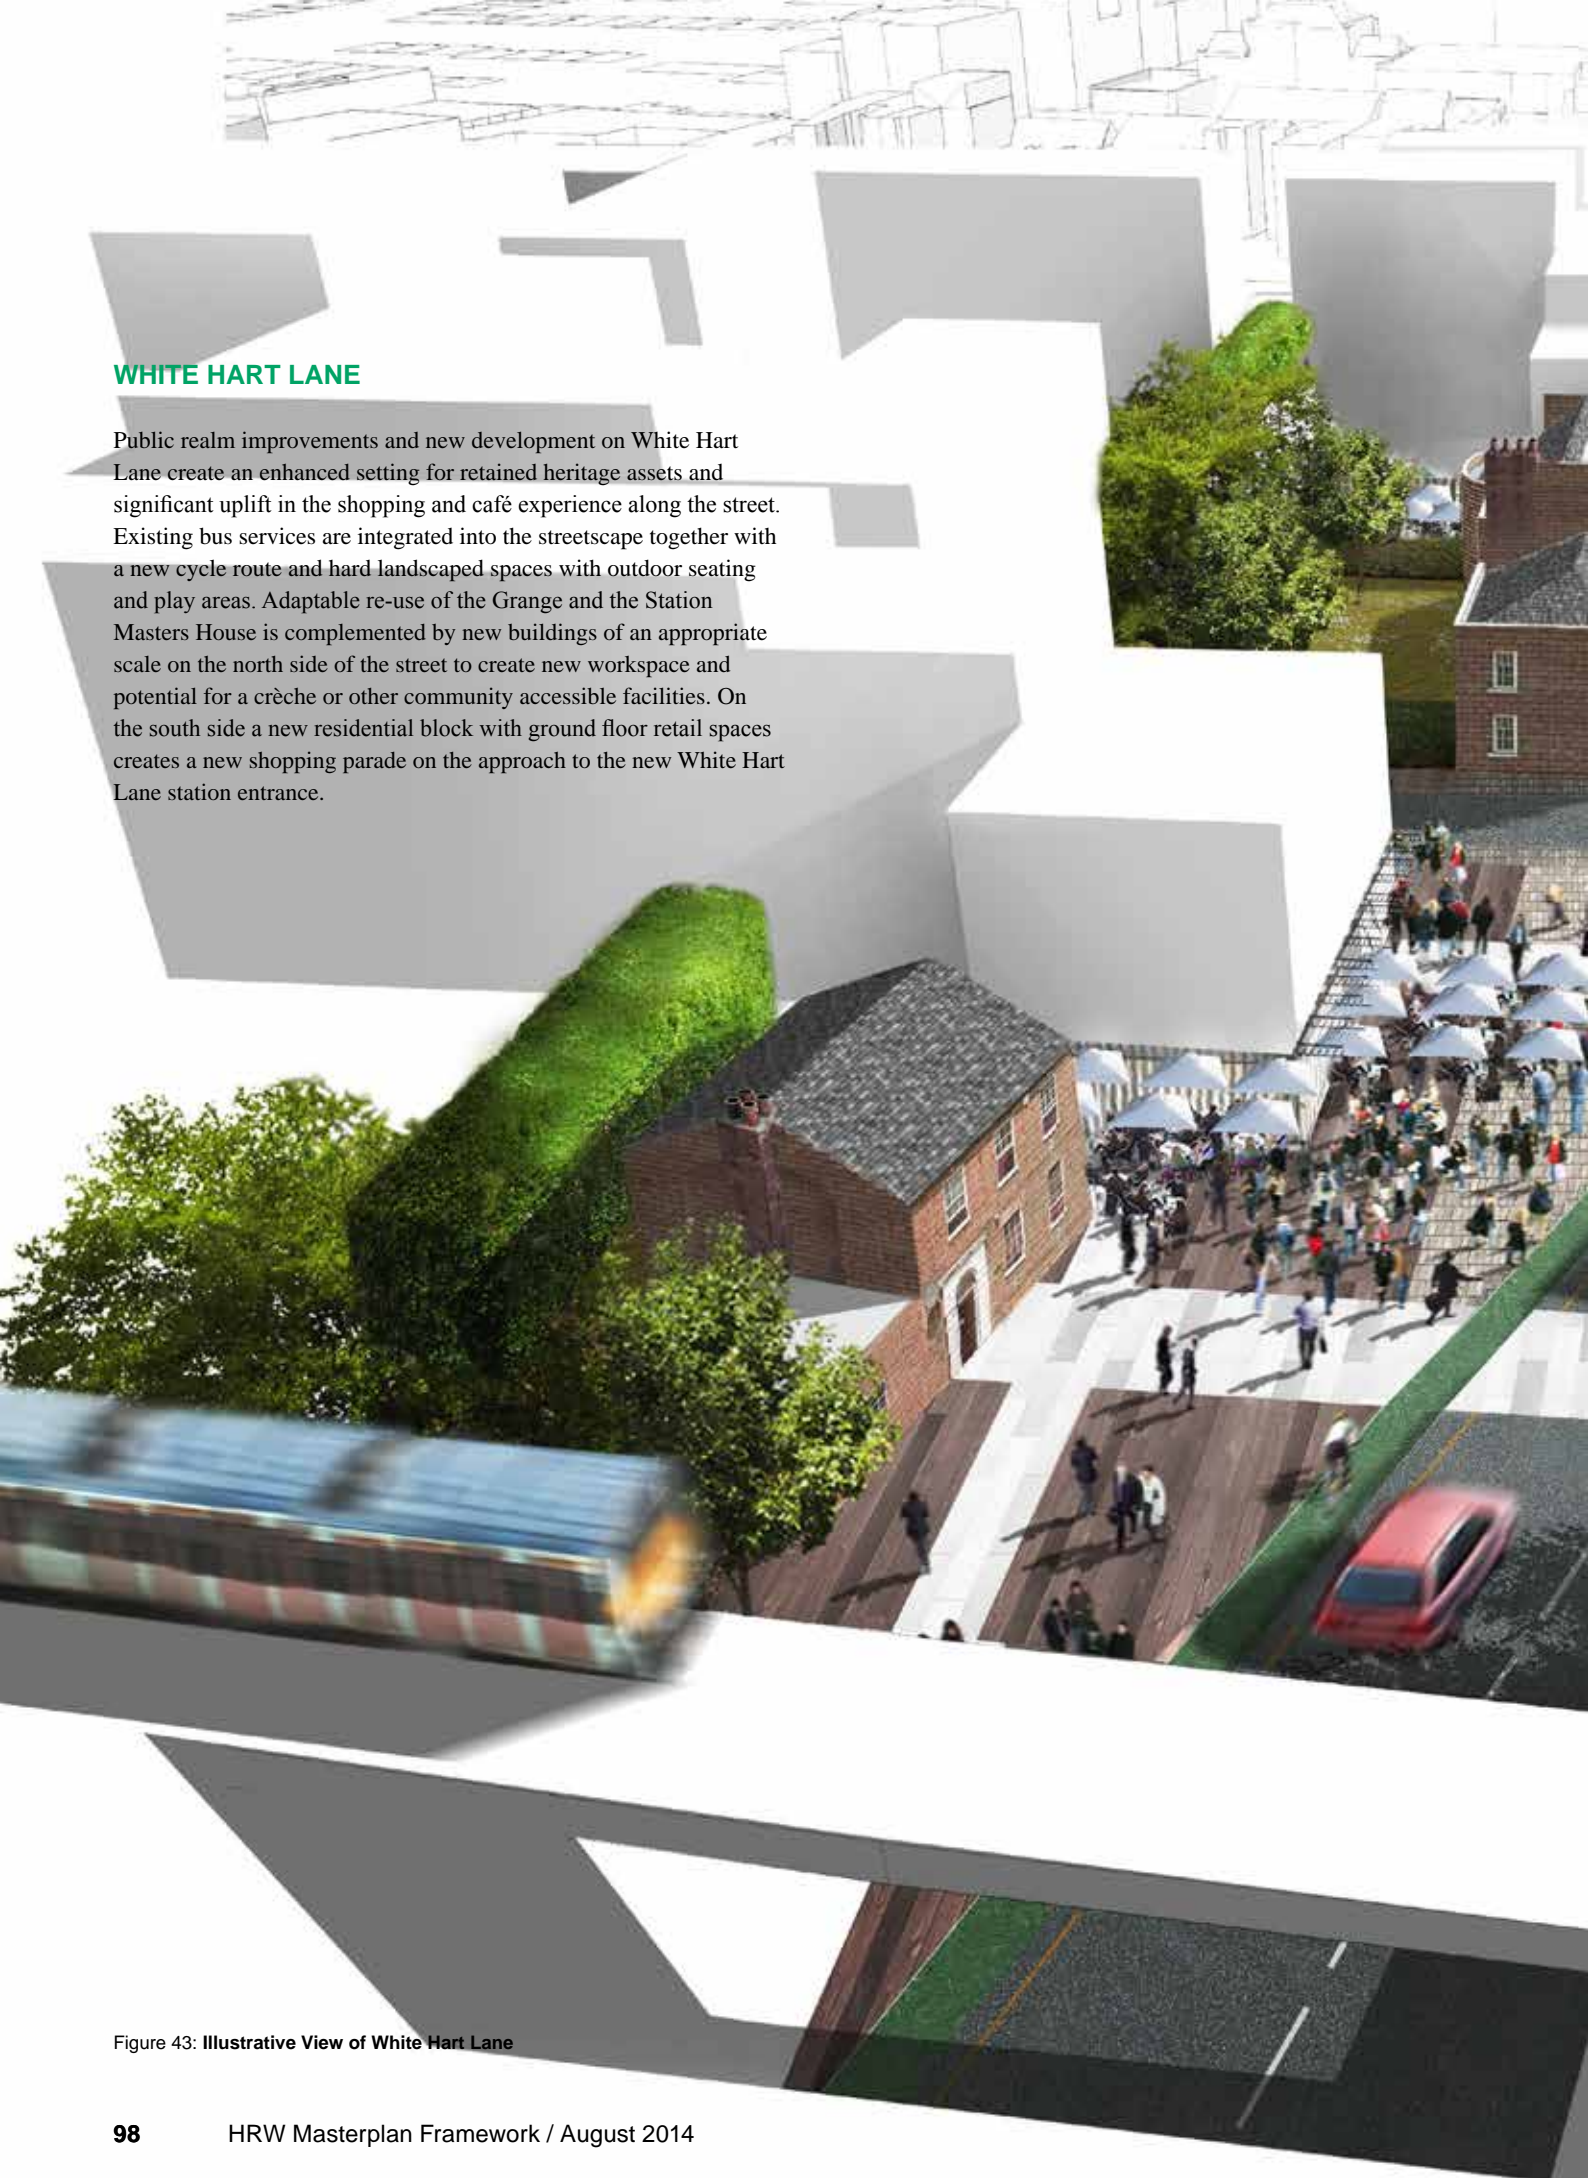 WHITE HART LANE
Public realm improvements and new development on White Hart
Lane create an enhanced setting for retained heritage assets and
significant uplift in the shopping and café experience along the street.
Existing bus services are integrated into the streetscape together with
a new cycle route and hard landscaped spaces with outdoor seating
and play areas. Adaptable re-use of the Grange and the Station
Masters House is complemented by new buildings of an appropriate
scale on the north side of the street to create new workspace and
potential for a crèche or other community accessible facilities. On
the south side a new residential block with ground floor retail spaces
creates a new shopping parade on the approach to the new White Hart
Lane station entrance.
Figure 43: Illustrative View of White Hart Lane
98 HRW Masterplan Framework / August 2014